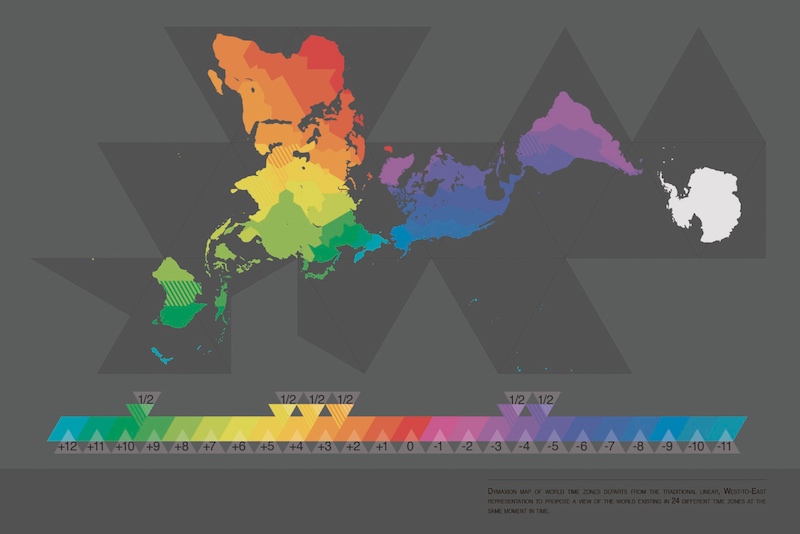 1/2 1/2 1/2 1/2 1/2 1/2
+12 +11 +10 +9 +8 +7 +6 +5 +4 +3 +2 +1 0 -1 -2 -3 -4 -5 -6 -7 -8 -9 -10 -11
Dymaxion map of world time zones departs from the traditional linear, West-to-East
representation to propose a view of the world existing in 24 different time zones at the
same moment in time.